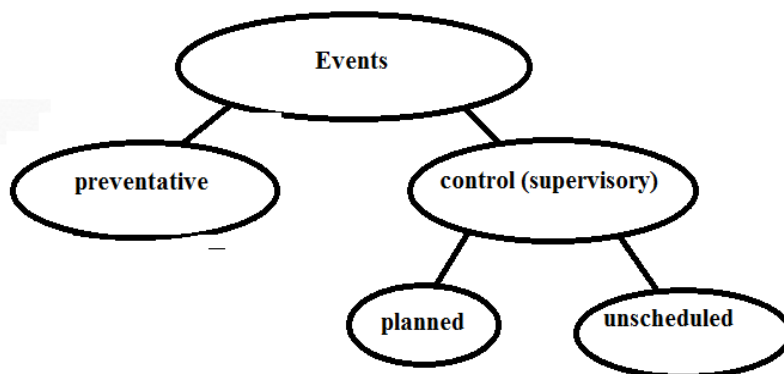 Events
preventative
control (supervisory)
planned
unscheduled